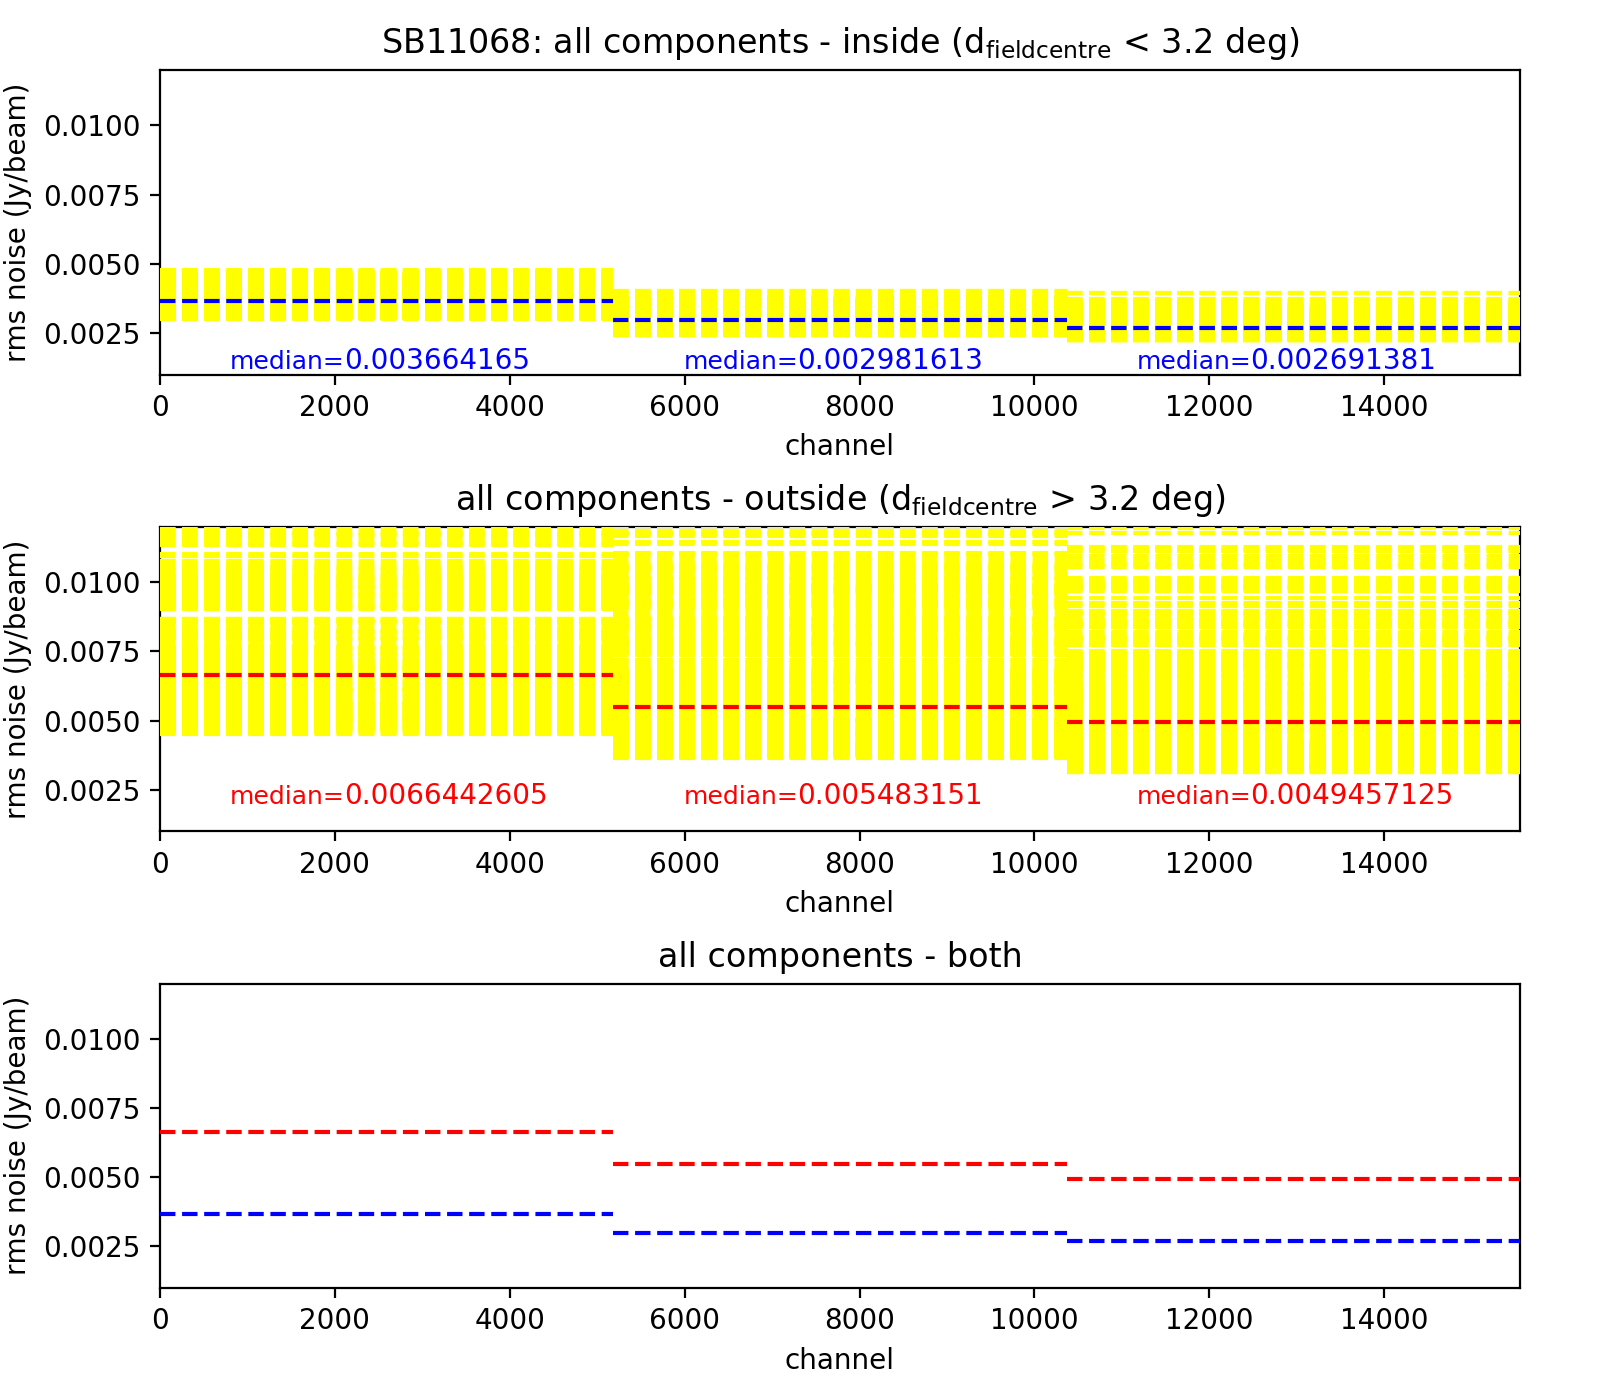 SB11068: all components - inside (dfieldcentre < 3.2 deg)
rms noise (Jy/beam)
0.0100
0.0075
0.0050
0.0025
median=0.003664165 median=0.002981613 median=0.002691381
0 2000 4000 6000 8000 10000 12000 14000
channel
all components - outside (dfieldcentre > 3.2 deg)
rms noise (Jy/beam)
0.0100
0.0075
0.0050
0.0025
median=0.0066442605 median=0.005483151 median=0.0049457125
0 2000 4000 6000 8000 10000 12000 14000
channel
all components - both
rms noise (Jy/beam)
0.0100
0.0075
0.0050
0.0025
0 2000 4000 6000 8000 10000 12000 14000
channel